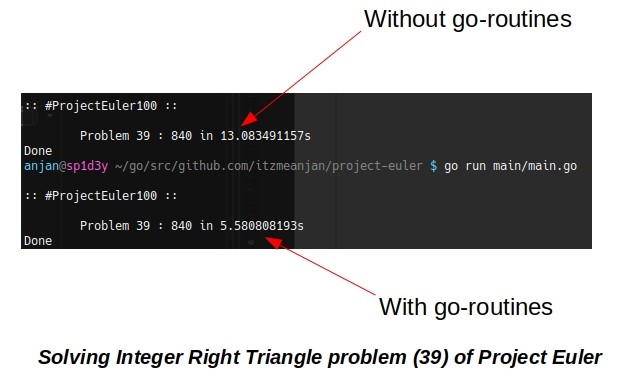 Without go-routines
:: #ProjectEuler100 ::
Problem 39 : 840 in 13.083491157s
Done
anjan@sp1d3y ~/go/src/github.com/itzmeanjan/project-euler $ go run main/main.go
:: #ProjectEuler100 ::
Problem 39 : 840 in 5.580808193s
Done
With go-routines
Solving Integer Right Triangle problem (39) of Project Euler